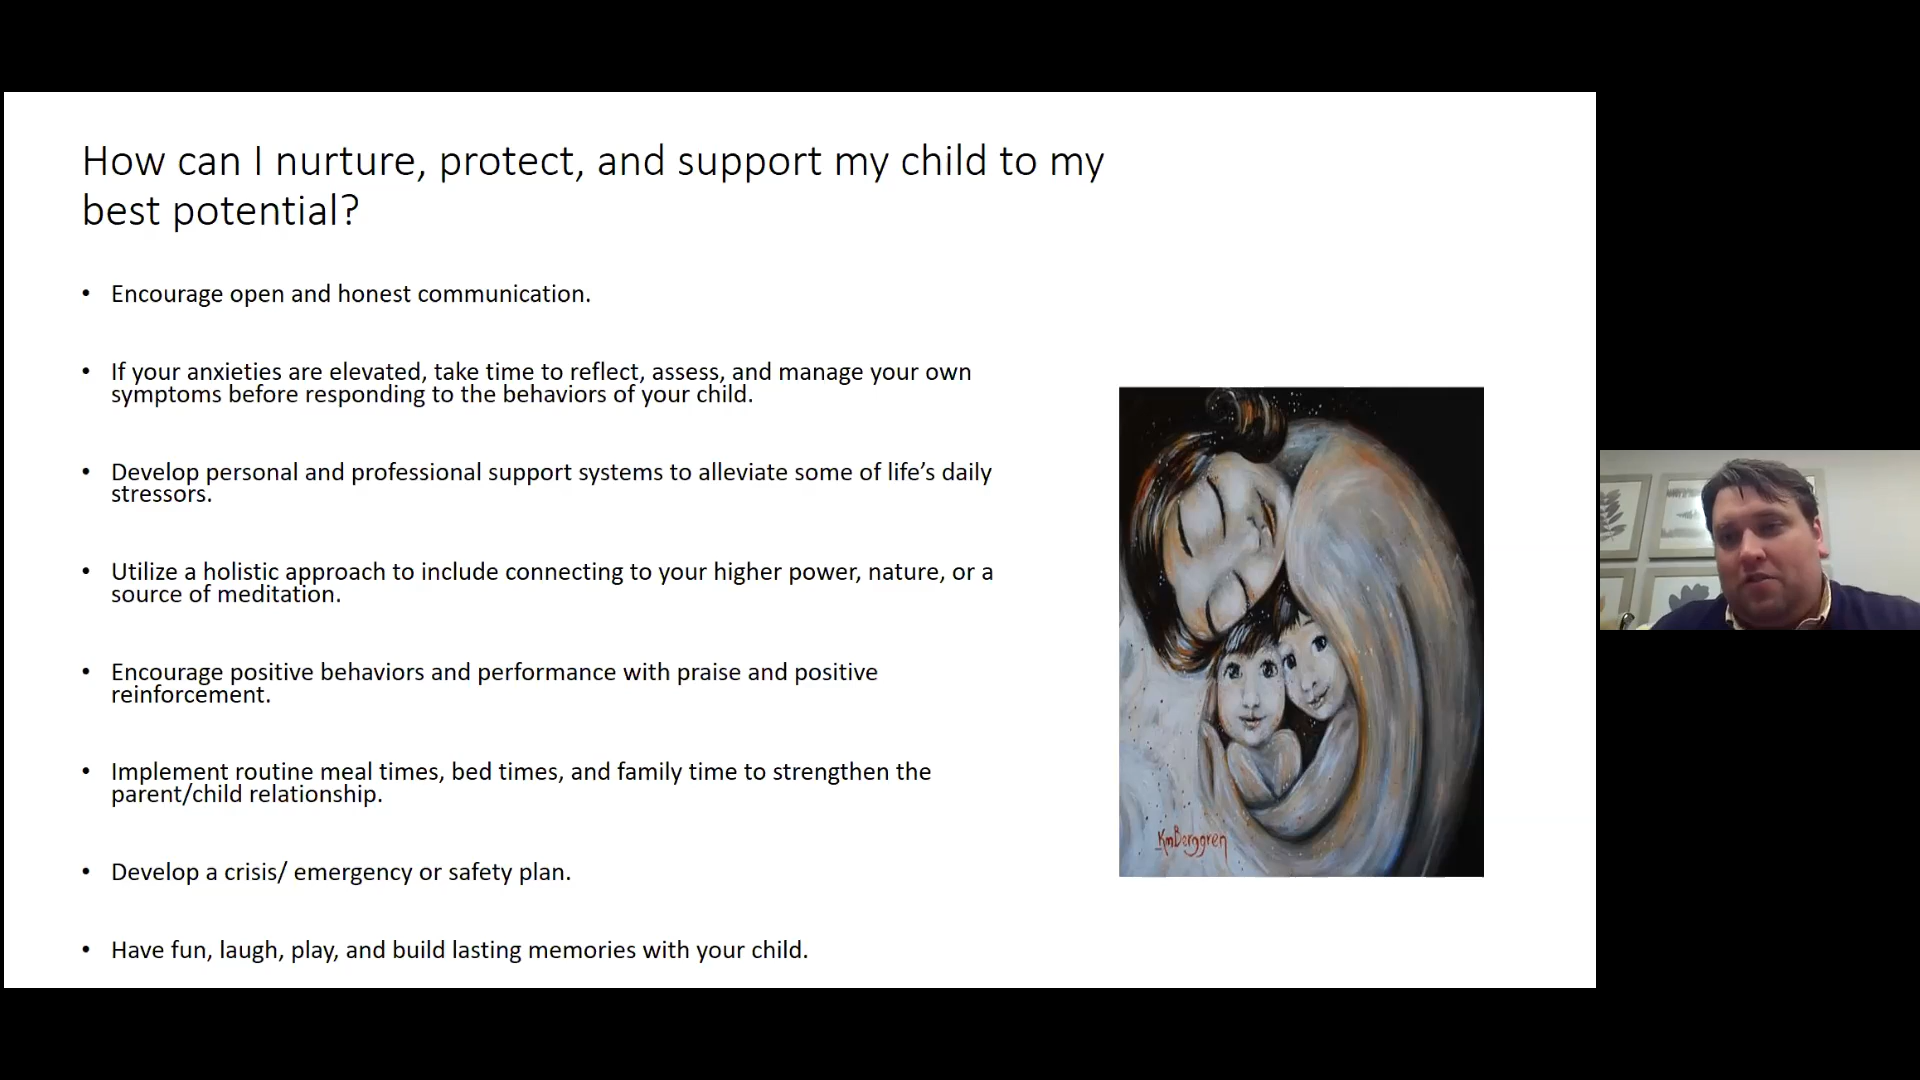 How can I nurture, protect, and support my child to my
best potential?
• Encourage open and honest communication.
• If your anxieties are elevated, take time to reflect, assess, and manage your own
symptoms before responding to the behaviors of your child.
• Develop personal and professional support systems to alleviate some of life’s daily
stressors.
• Utilize a holistic approach to include connecting to your higher power, nature, or a
source of meditation.
• Encourage positive behaviors and performance with praise and positive
reinforcement.
• Implement routine meal times, bed times, and family time to strengthen the
parent/child relationship.
• Develop a crisis/ emergency or safety plan.
• Have fun, laugh, play, and build lasting memories with your child.
KmBerggren